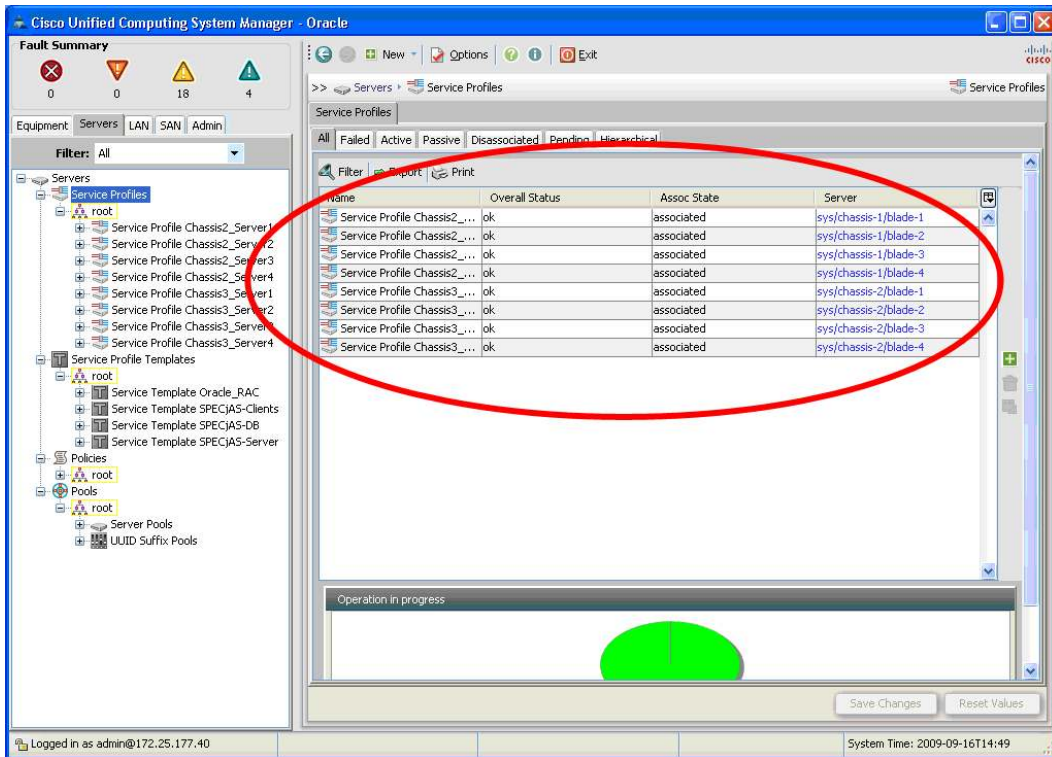 Cisco Unified Computing System Manager - Oracle
Fault Summary
0 0 18 4
Equipment Servers LAN SAN Admin
Filter: All
Servers
Service Profiles
root
Service Profile Chassis2_Server1
Service Profile Chassis2_Server2
Service Profile Chassis2_Server3
Service Profile Chassis2_Server4
Service Profile Chassis3_Server1
Service Profile Chassis3_Server2
Service Profile Chassis3_Server3
Service Profile Chassis3_Server4
Service Profile Templates
root
Service Template Oracle_RAC
Service Template SPECjAS-Clients
Service Template SPECjAS-DB
Service Template SPECjAS-Server
Policies
root
Pools
root
Server Pools
UUID Suffix Pools
New Options Exit
CISCO
>> Servers Service Profiles Service Profiles
Service Profiles
All Failed Active Passive Disassociated Pending Hierarchical
Filter Export Print
Name Overall Status Assoc State Server
Service Profile Chassis2_... ok associated sys/chassis-1/blade-1
Service Profile Chassis2_... ok associated sys/chassis-1/blade-2
Service Profile Chassis2_... ok associated sys/chassis-1/blade-3
Service Profile Chassis2_... ok associated sys/chassis-1/blade-4
Service Profile Chassis3_... ok associated sys/chassis-2/blade-1
Service Profile Chassis3_... ok associated sys/chassis-2/blade-2
Service Profile Chassis3_... ok associated sys/chassis-2/blade-3
Service Profile Chassis3_... ok associated sys/chassis-2/blade-4
Operation in progress
Save Changes Reset Values
Logged in as admin@172.25.177.40 System Time: 2009-09-16T14:49